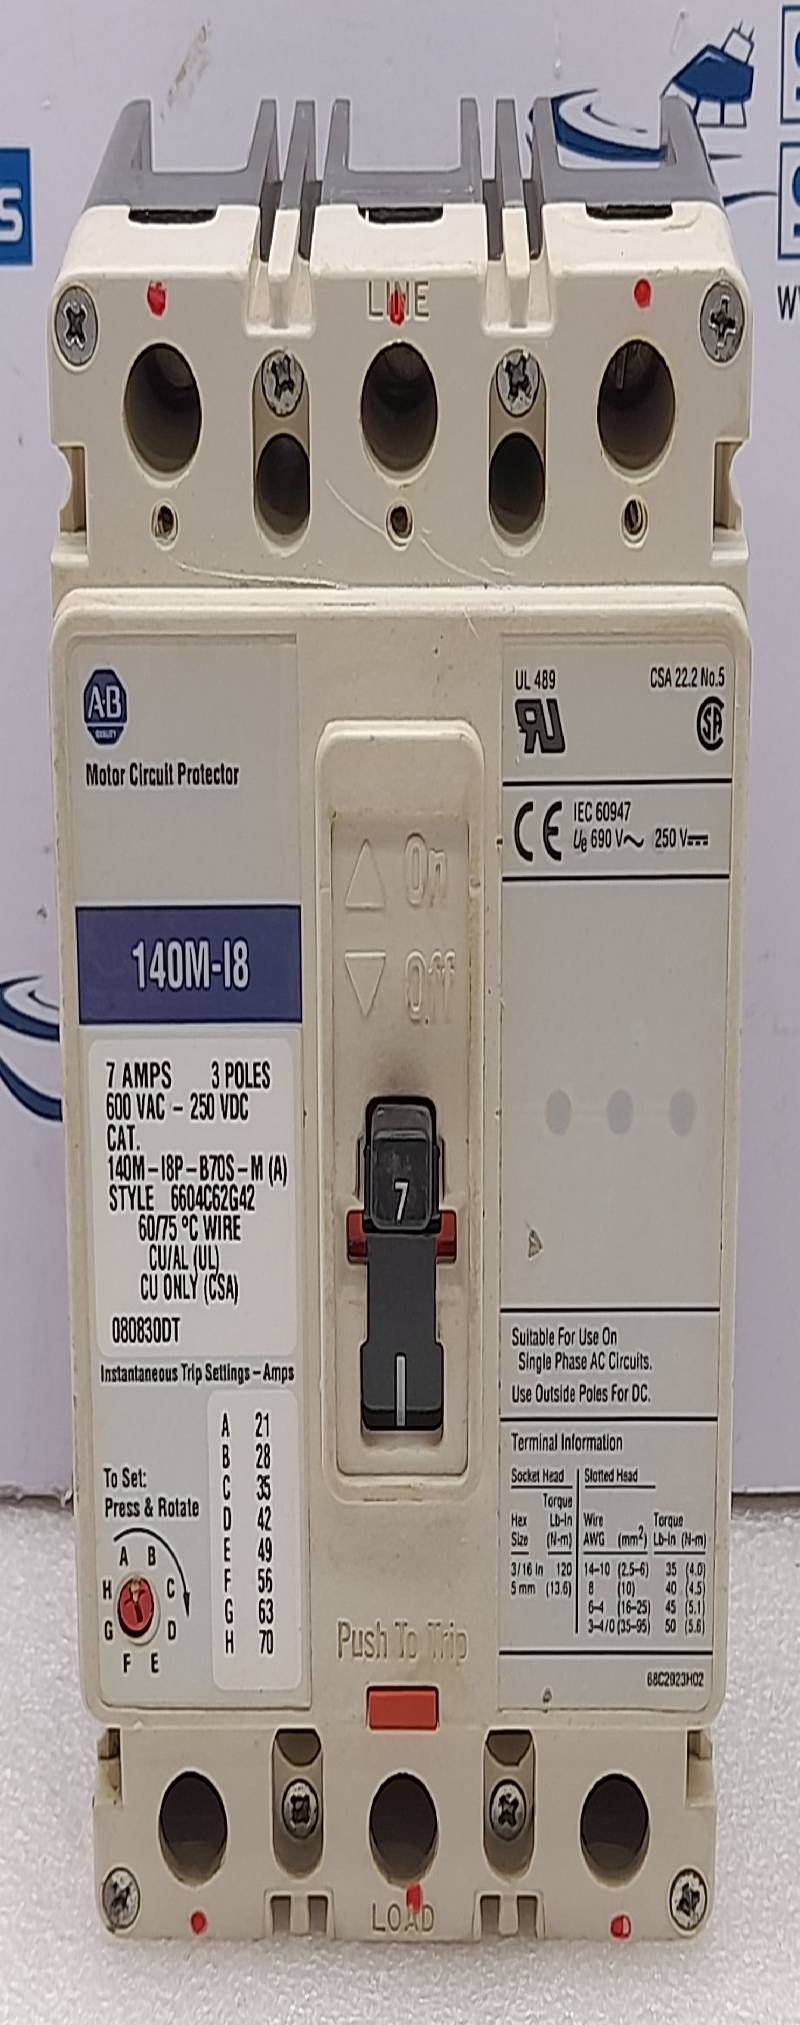 S
LINE
A-B
QUALITY
Motor Circuit Protector
140M-I8
7 AMPS 3 POLES
600 VAC - 250 VDC
CAT.
140M-I8P-B70S-M (A)
STYLE 6604C62G42
60/75 °C WIRE
CU/AL (UL)
CU ONLY (CSA)
080830DT
Instantaneous Trip Settings - Amps
A 21
B 28
C 35
D 42
E 49
F 56
G 63
H 70
To Set:
Press & Rotate
A B
H C
G D
F E
On
Off
7
Push To Trip
UL 489 CSA 22.2 No.5
CE IEC 60947
Ue 690 V~ 250 V⎓
Suitable For Use On
Single Phase AC Circuits.
Use Outside Poles For DC.
Terminal Information
Socket Head Slotted Head
Torque
Hex Lb-In Wire Torque
Size (N-m) AWG (mm²) Lb-In (N-m)
3/16 in 120 14-10 (2.5-6) 35 (4.0)
5 mm (13.6) 8 (10) 40 (4.5)
6-4 (16-25) 45 (5.1)
3-4/0 (35-95) 50 (5.6)
68C2923H02
LOAD